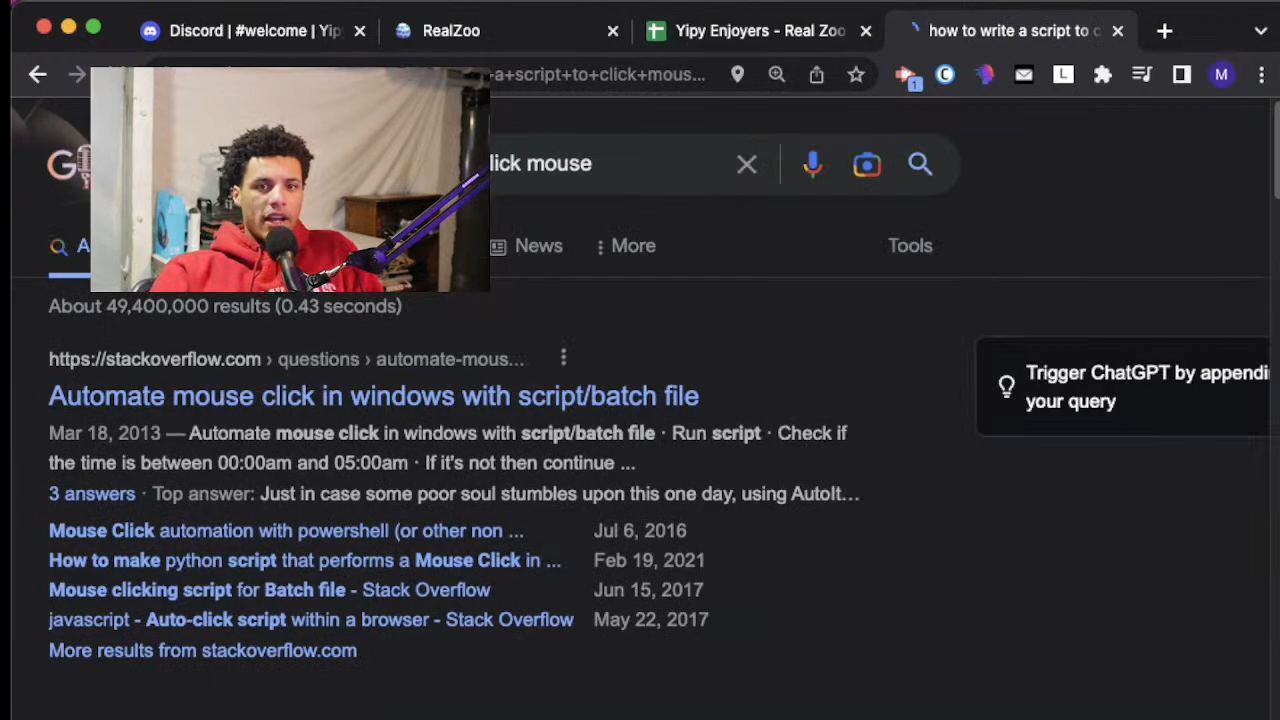 Discord | #welcome | Yip
RealZoo
Yipy Enjoyers - Real Zoo
how to write a script to c
a+script+to+click+mous...
C
L
M
1
G
lick mouse
A
News
More
Tools
About 49,400,000 results (0.43 seconds)
https://stackoverflow.com › questions › automate-mous...
Automate mouse click in windows with script/batch file
Mar 18, 2013 — Automate mouse click in windows with script/batch file · Run script · Check if
the time is between 00:00am and 05:00am · If it's not then continue ...
3 answers · Top answer: Just in case some poor soul stumbles upon this one day, using AutoIt...
Mouse Click automation with powershell (or other non ... Jul 6, 2016
How to make python script that performs a Mouse Click in ... Feb 19, 2021
Mouse clicking script for Batch file - Stack Overflow Jun 15, 2017
javascript - Auto-click script within a browser - Stack Overflow May 22, 2017
More results from stackoverflow.com
Trigger ChatGPT by appendi
your query